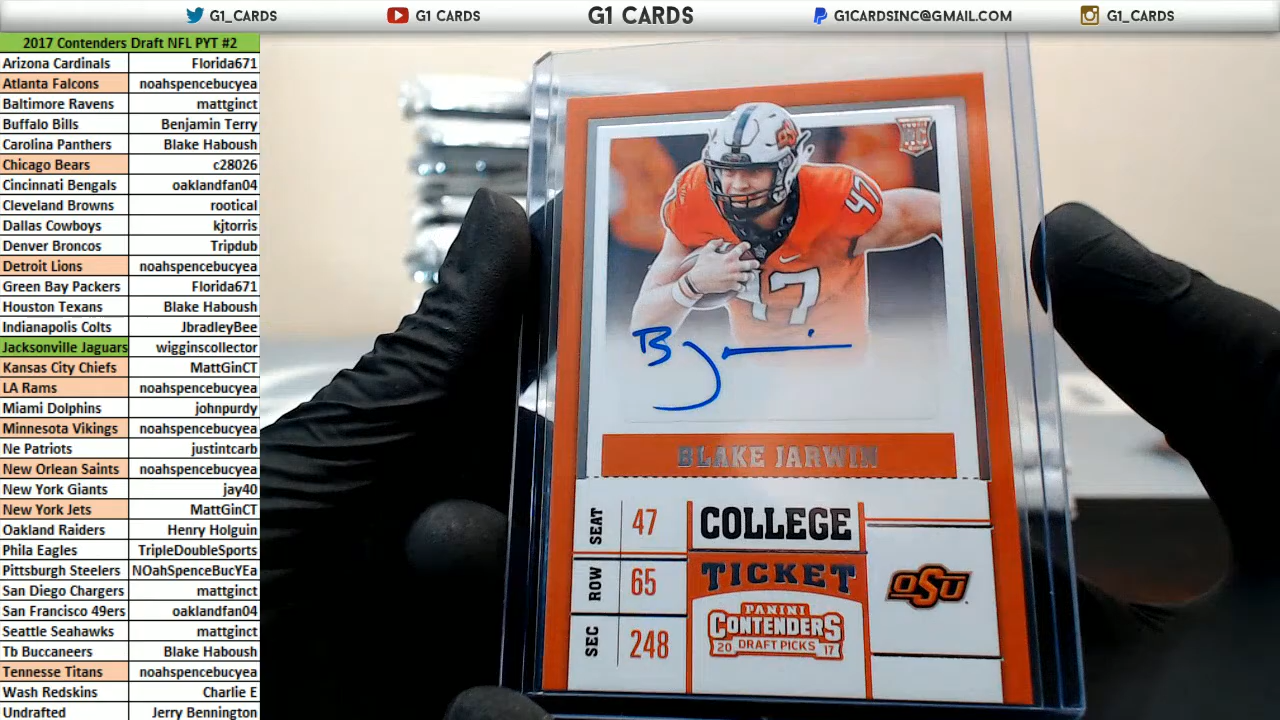 G1_CARDS G1 CARDS G1 CARDS G1CARDSINC@GMAIL.COM G1_CARDS
2017 Contenders Draft NFL PYT #2
Arizona Cardinals Florida671
Atlanta Falcons noahspencebucyea
Baltimore Ravens mattginct
Buffalo Bills Benjamin Terry
Carolina Panthers Blake Haboush
Chicago Bears c28026
Cincinnati Bengals oaklandfan04
Cleveland Browns rootical
Dallas Cowboys kjtorris
Denver Broncos Tripdub
Detroit Lions noahspencebucyea
Green Bay Packers Florida671
Houston Texans Blake Haboush
Indianapolis Colts JbradleyBee
Jacksonville Jaguars wigginscollector
Kansas City Chiefs MattGinCT
LA Rams noahspencebucyea
Miami Dolphins johnpurdy
Minnesota Vikings noahspencebucyea
Ne Patriots justintcarb
New Orlean Saints noahspencebucyea
New York Giants jay40
New York Jets MattGinCT
Oakland Raiders Henry Holguin
Phila Eagles TripleDoubleSports
Pittsburgh Steelers NOahSpenceBucYEa
San Diego Chargers mattginct
San Francisco 49ers oaklandfan04
Seattle Seahawks mattginct
Tb Buccaneers Blake Haboush
Tennesse Titans noahspencebucyea
Wash Redskins Charlie E
Undrafted Jerry Bennington
RC
47
47
BLAKE JARWIN
SEAT 47
ROW 65
SEC 248
COLLEGE
TICKET
PANINI
CONTENDERS
20 DRAFT PICKS 17
OSU